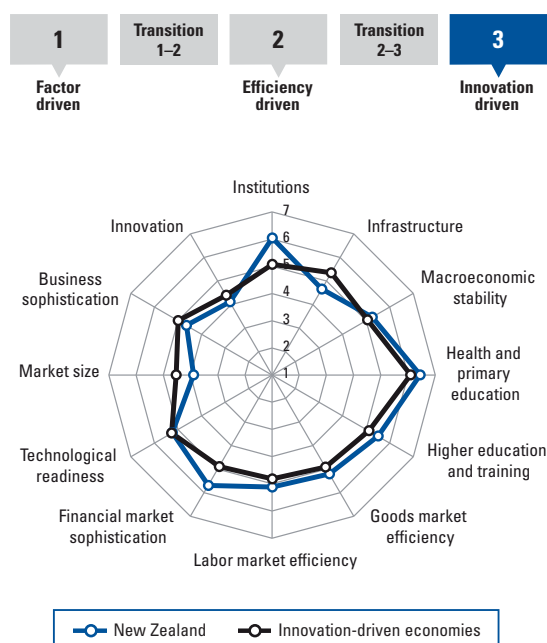 1
Transition
1–2
2
Transition
2–3
3
Factor
driven
Efficiency
driven
Innovation
driven
Institutions
7
Innovation
Infrastructure
6
Business
sophistication
5
Macroeconomic
stability
4
3
2
Market size
1
Health and
primary
education
Technological
readiness
Higher education
and training
Financial market
sophistication
Goods market
efficiency
Labor market efficiency
New Zealand
Innovation-driven economies